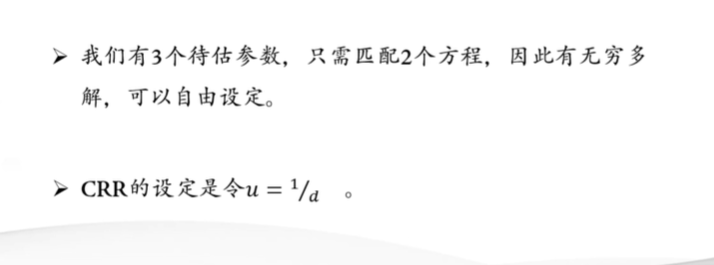 ➢ 我们有3个待估参数，只需匹配2个方程，因此有无穷多
解，可以自由设定。
➢ CRR的设定是令u = 1/d 。